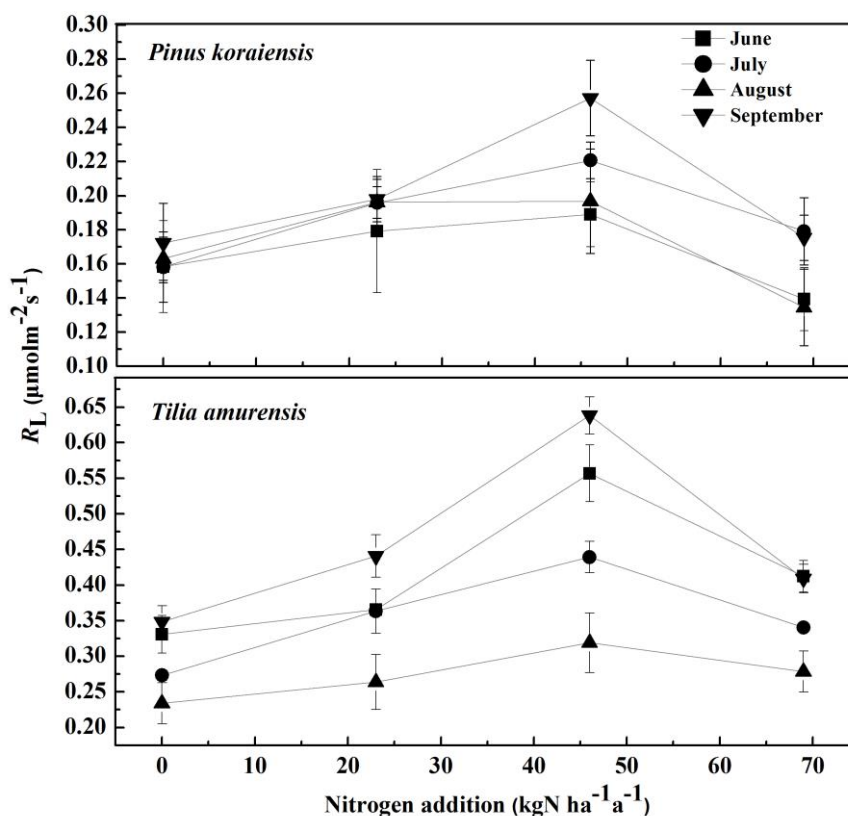 0.30
0.28
0.26
0.24
0.22
0.20
0.18
0.16
0.14
0.12
0.10
Pinus koraiensis
June
July
August
September
0.65
0.60
0.55
0.50
0.45
0.40
0.35
0.30
0.25
0.20
Tilia amurensis
R_L (μmolm⁻²s⁻¹)
0 10 20 30 40 50 60 70
Nitrogen addition (kgN ha⁻¹a⁻¹)